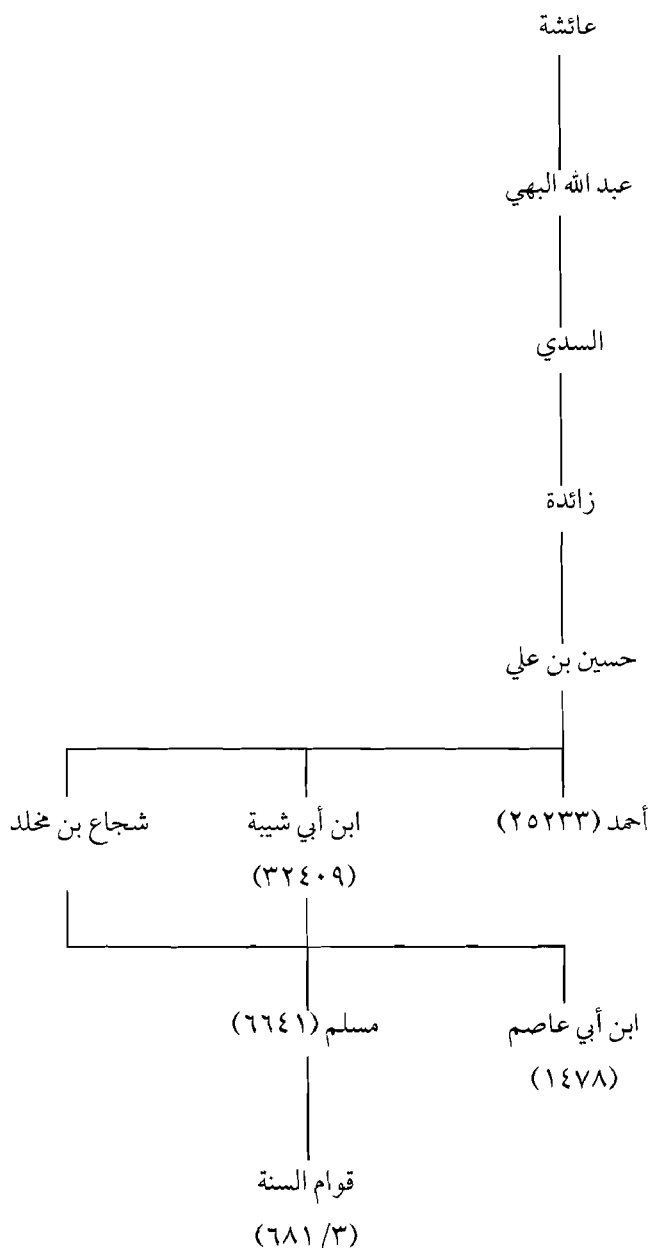 عائشة
عبد الله البهي
السدي
زائدة
حسين بن علي
أحمد (٢٥٢٣٣)
ابن أبي شيبة
(٣٢٤٠٩)
شجاع بن مخلد
ابن أبي عاصم
(١٤٧٨)
مسلم (٦٦٤١)
قوام السنة
(٣/ ٦٨١)